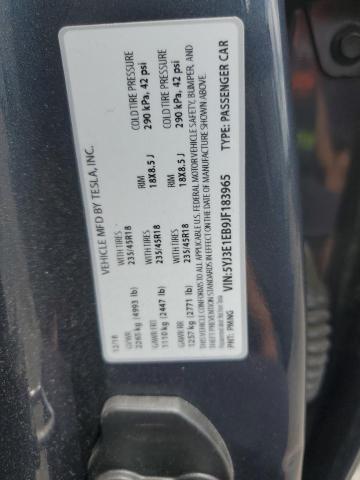 VEHICLE MFD BY TESLA, INC.
12/18
GVWR WITH TIRES RIM COLD TIRE PRESSURE
2265 kg (4993 lb) 235/45R18 18X8.5 J 290 kPa, 42 psi
GAWR FRT WITH TIRES RIM COLD TIRE PRESSURE
1110 kg (2447 lb) 235/45R18 18X8.5 J 290 kPa, 42 psi
GAWR RR
1257 kg (2771 lb)
THIS VEHICLE CONFORMS TO ALL APPLICABLE U.S. FEDERAL MOTOR VEHICLE SAFETY, BUMPER, AND
THEFT PREVENTION STANDARDS IN EFFECT ON THE DATE OF MANUFACTURE SHOWN ABOVE.
PNT: PMNG VIN:5YJ3E1EB9JF183965 TYPE: PASSENGER CAR